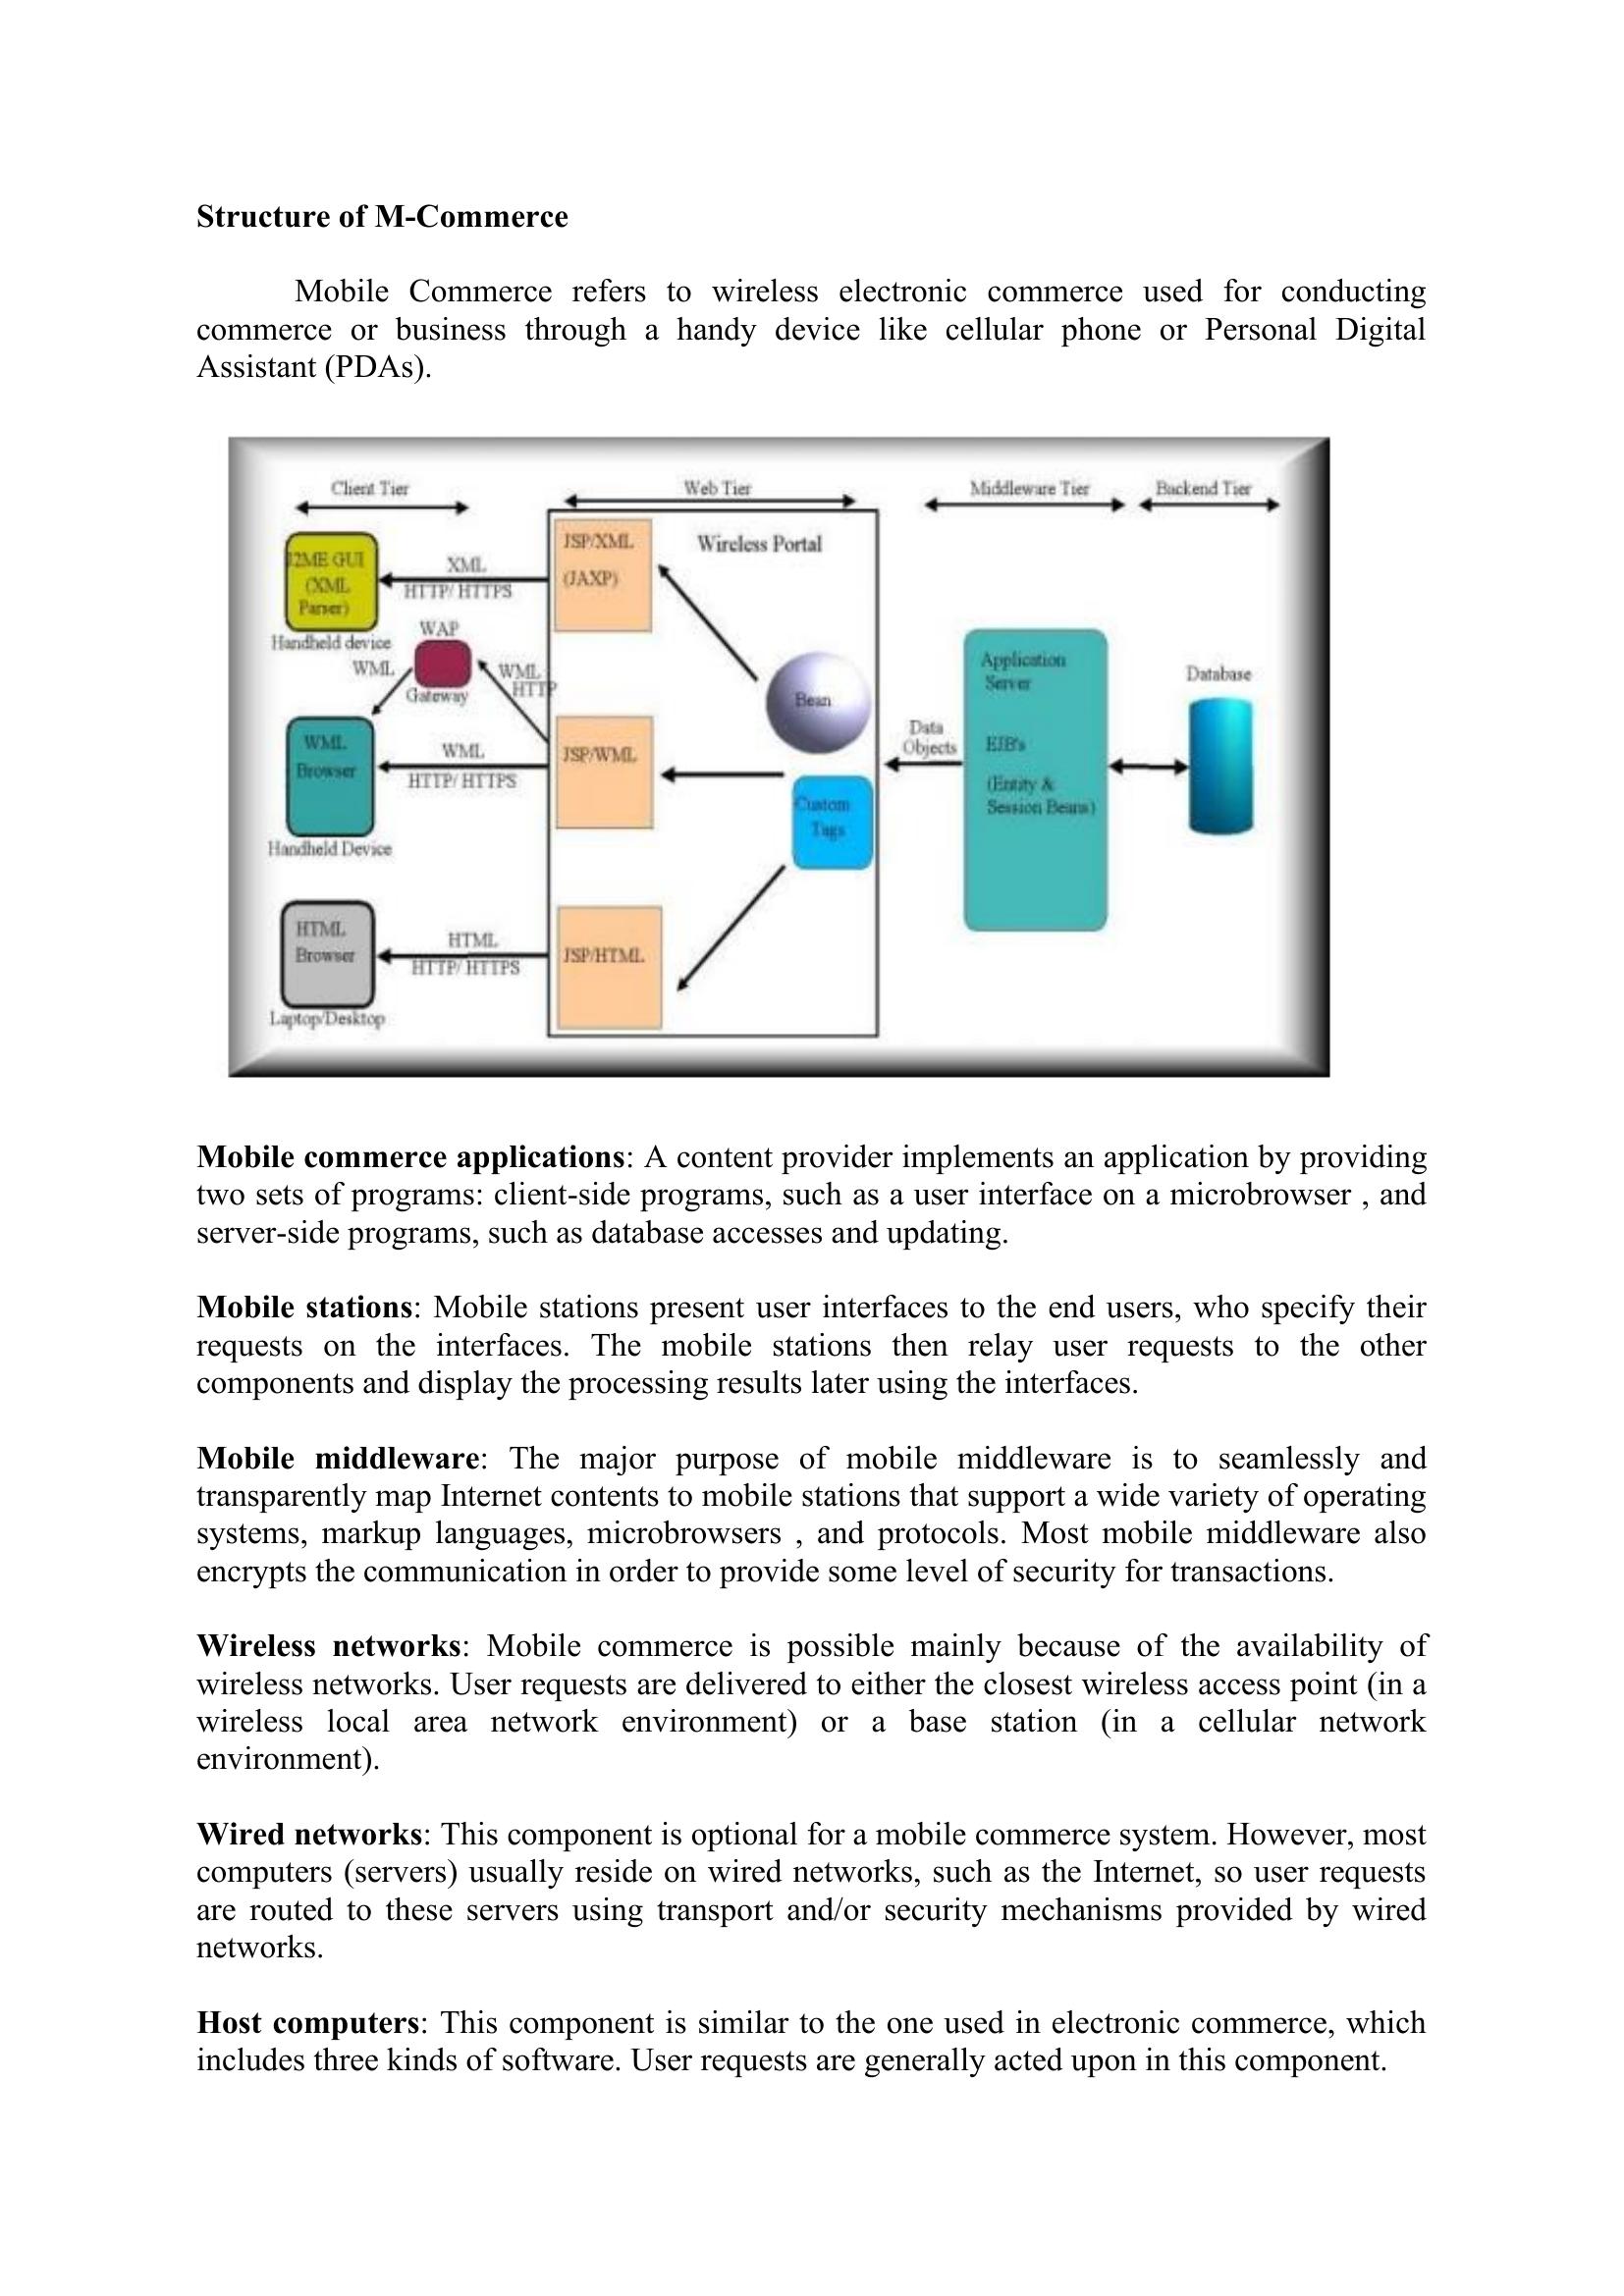 Structure of M-Commerce
Mobile Commerce refers to wireless electronic commerce used for conducting
commerce or business through a handy device like cellular phone or Personal Digital
Assistant (PDAs).
Client Tier
Web Tier
Middleware Tier
Backend Tier
J2ME GUI
(XML
Parser)
Handheld device
XML
HTTP/ HTTPS
JSP/XML
(JAXP)
Wireless Portal
WAP
Gateway
WML
WML
HTTP
WML
Browser
Handheld Device
WML
HTTP/ HTTPS
JSP/WML
Bean
Custom
Tags
Data
Objects
Application
Server
EJB's
(Entity &
Session Beans)
Database
HTML
Browser
Laptop/Desktop
HTML
HTTP/ HTTPS
JSP/HTML
Mobile commerce applications: A content provider implements an application by providing
two sets of programs: client-side programs, such as a user interface on a microbrowser , and
server-side programs, such as database accesses and updating.
Mobile stations: Mobile stations present user interfaces to the end users, who specify their
requests on the interfaces. The mobile stations then relay user requests to the other
components and display the processing results later using the interfaces.
Mobile middleware: The major purpose of mobile middleware is to seamlessly and
transparently map Internet contents to mobile stations that support a wide variety of operating
systems, markup languages, microbrowsers , and protocols. Most mobile middleware also
encrypts the communication in order to provide some level of security for transactions.
Wireless networks: Mobile commerce is possible mainly because of the availability of
wireless networks. User requests are delivered to either the closest wireless access point (in a
wireless local area network environment) or a base station (in a cellular network
environment).
Wired networks: This component is optional for a mobile commerce system. However, most
computers (servers) usually reside on wired networks, such as the Internet, so user requests
are routed to these servers using transport and/or security mechanisms provided by wired
networks.
Host computers: This component is similar to the one used in electronic commerce, which
includes three kinds of software. User requests are generally acted upon in this component.